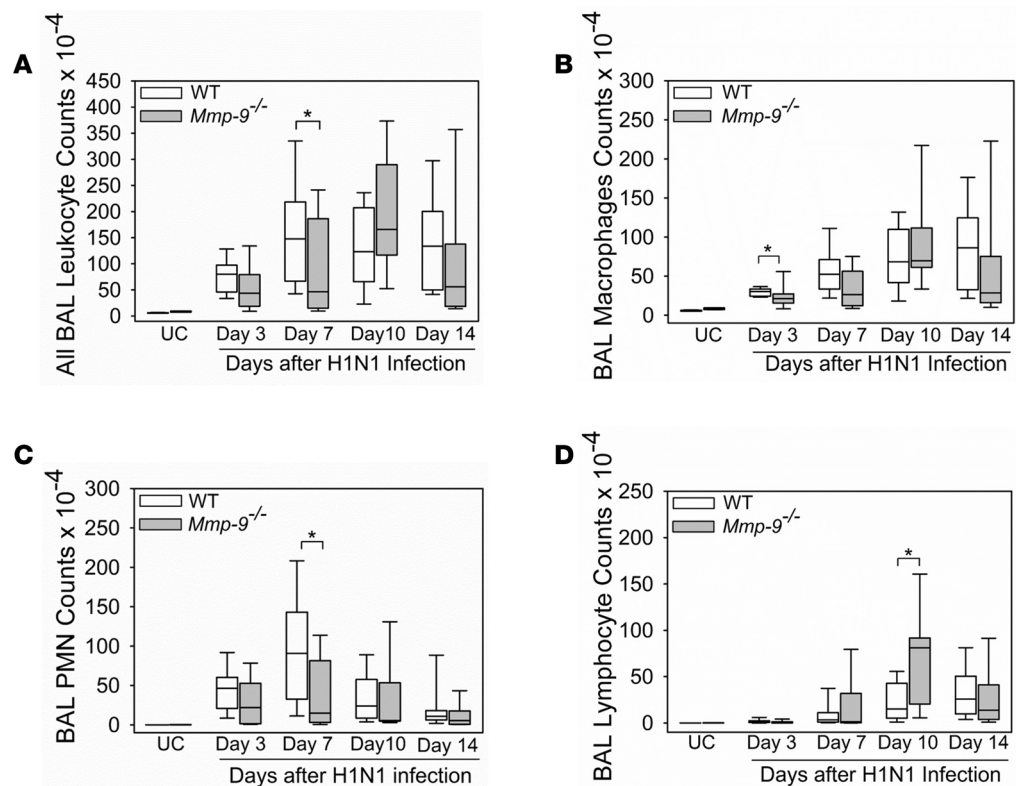 A
All BAL Leukocyte Counts x 10-4
450
400
350
300
250
200
150
100
50
0
WT
Mmp-9-/-
*
UC
Day 3
Day 7
Day10
Day 14
Days after H1N1 Infection
B
BAL Macrophages Counts x 10-4
300
250
200
150
100
50
0
WT
Mmp-9-/-
*
UC
Day 3
Day 7
Day 10
Day 14
Days after H1N1 Infection
C
BAL PMN Counts x 10-4
300
250
200
150
100
50
0
WT
Mmp-9-/-
*
UC
Day 3
Day 7
Day10
Day 14
Days after H1N1 infection
D
BAL Lymphocyte Counts x 10-4
250
200
150
100
50
0
WT
Mmp-9-/-
*
UC
Day 3
Day 7
Day 10
Day 14
Days after H1N1 Infection